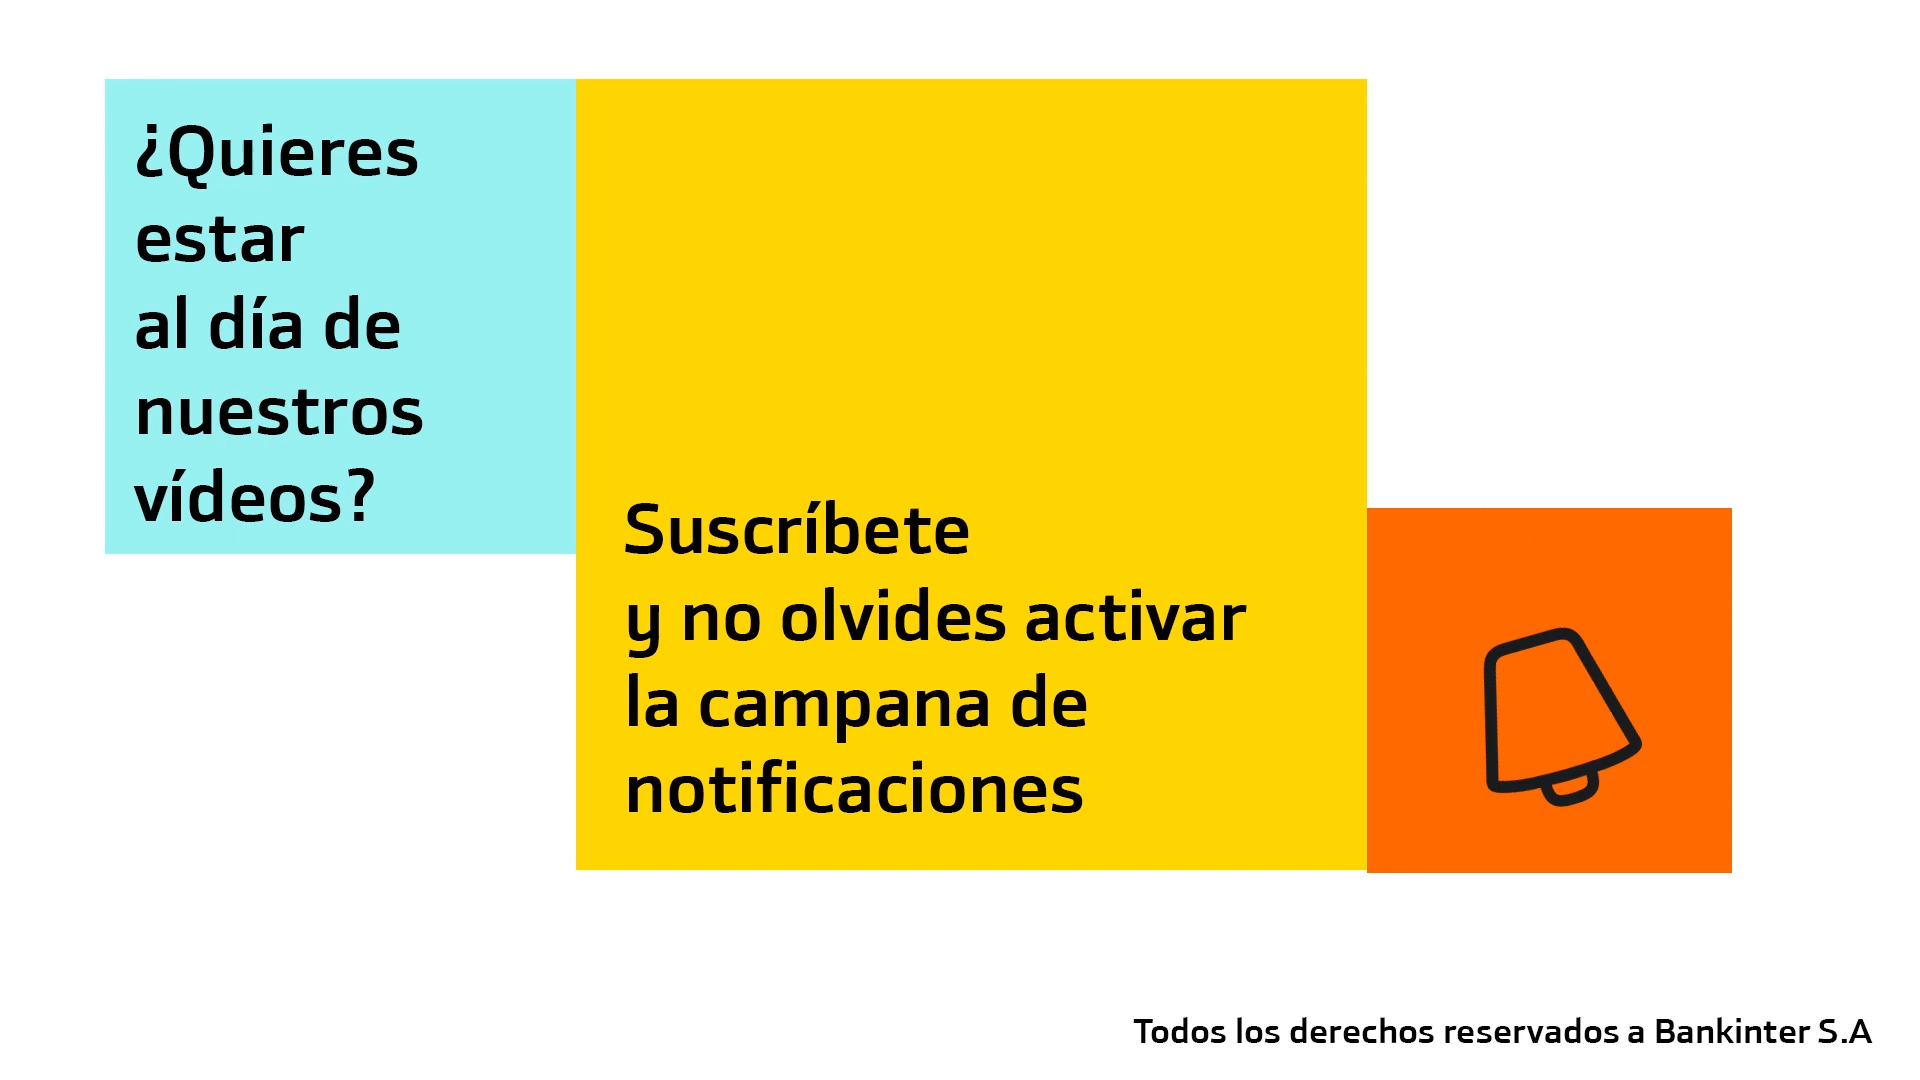 ¿Quieres
estar
al día de
nuestros
vídeos?
Suscríbete
y no olvides activar
la campana de
notificaciones
Todos los derechos reservados a Bankinter S.A